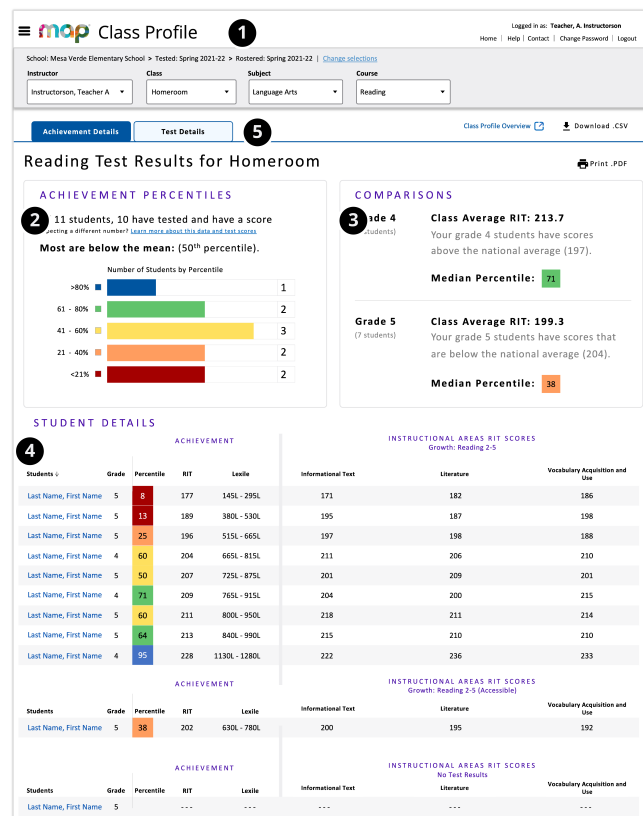 map Class Profile
1
Logged in as: Teacher, A. Instructorson
Home | Help | Contact | Change Password | Logout
School: Mesa Verde Elementary School > Tested: Spring 2021-22 > Rostered: Spring 2021-22 | Change selections
Instructor Class Subject Course
Instructorson, Teacher A Homeroom Language Arts Reading
Achievement Details Test Details 5 Class Profile Overview Download .CSV
Reading Test Results for Homeroom
Print .PDF
ACHIEVEMENT PERCENTILES
2 11 students, 10 have tested and have a score
ecting a different number? Learn more about this data and test scores
Most are below the mean: (50th percentile).
Number of Students by Percentile
>80% 1
61 - 80% 2
41 - 60% 3
21 - 40% 2
<21% 2
COMPARISONS
3 ade 4 Class Average RIT: 213.7
students) Your grade 4 students have scores
above the national average (197).
Median Percentile: 71
Grade 5 Class Average RIT: 199.3
(7 students) Your grade 5 students have scores that
are below the national average (204).
Median Percentile: 38
STUDENT DETAILS
4
ACHIEVEMENT INSTRUCTIONAL AREAS RIT SCORES
Growth: Reading 2-5
Students Grade Percentile RIT Lexile Informational Text Literature Vocabulary Acquisition and Use
Last Name, First Name 5 8 177 145L - 295L 171 182 186
Last Name, First Name 5 13 189 380L - 530L 195 187 198
Last Name, First Name 5 25 196 515L - 665L 197 198 188
Last Name, First Name 4 60 204 665L - 815L 211 206 210
Last Name, First Name 5 50 207 725L - 875L 201 209 201
Last Name, First Name 4 71 209 765L - 915L 204 200 215
Last Name, First Name 5 60 211 800L - 950L 218 211 214
Last Name, First Name 5 64 213 840L - 990L 215 210 210
Last Name, First Name 4 95 228 1130L - 1280L 222 236 233
ACHIEVEMENT INSTRUCTIONAL AREAS RIT SCORES
Growth: Reading 2-5 (Accessible)
Students Grade Percentile RIT Lexile Informational Text Literature Vocabulary Acquisition and Use
Last Name, First Name 5 38 202 630L - 780L 200 195 192
ACHIEVEMENT INSTRUCTIONAL AREAS RIT SCORES
No Test Results
Students Grade Percentile RIT Lexile Informational Text Literature Vocabulary Acquisition and Use
Last Name, First Name 5 --- --- --- --- ---